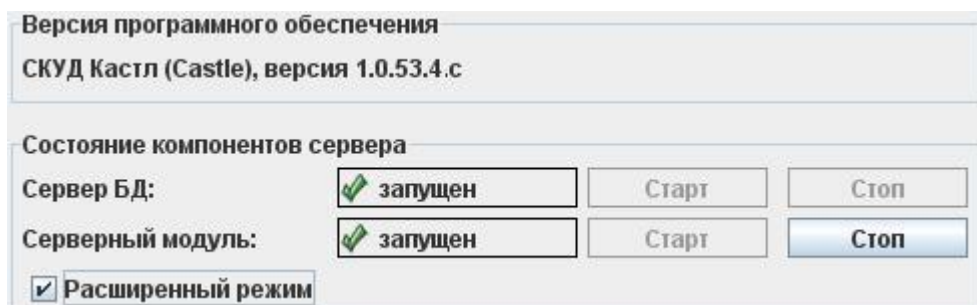 Версия программного обеспечения
СКУД Кастл (Castle), версия 1.0.53.4.c
Состояние компонентов сервера
Сервер БД: запущен Старт Стоп
Серверный модуль: запущен Старт Стоп
Расширенный режим